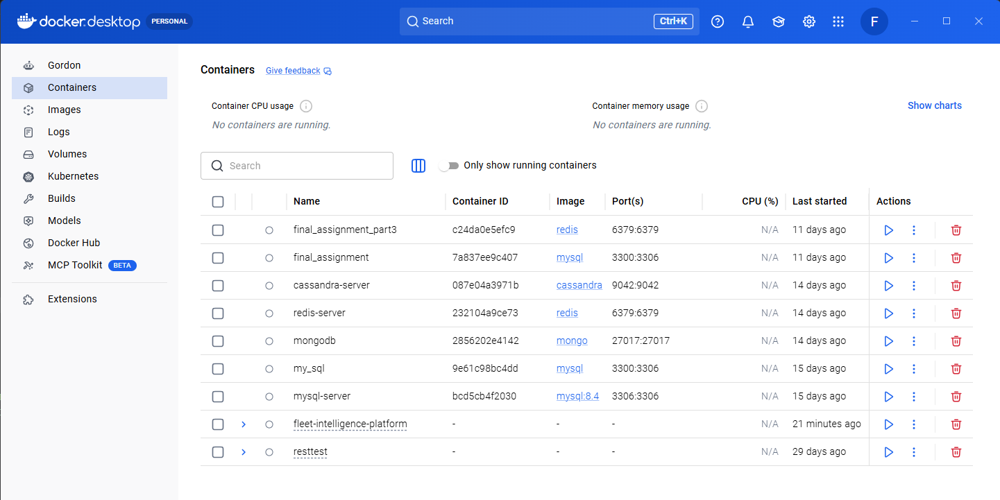 docker.desktop PERSONAL Search Ctrl+K F
Gordon
Containers
Images
Logs
Volumes
Kubernetes
Builds
Models
Docker Hub
MCP Toolkit BETA
Extensions
Containers Give feedback
Container CPU usage Container memory usage Show charts
No containers are running. No containers are running.
Search Only show running containers
Name Container ID Image Port(s) CPU (%) Last started Actions
final_assignment_part3 c24da0e5efc9 redis 6379:6379 N/A 11 days ago
final_assignment 7a837ee9c407 mysql 3300:3306 N/A 11 days ago
cassandra-server 087e04a3971b cassandra 9042:9042 N/A 14 days ago
redis-server 232104a9ce73 redis 6379:6379 N/A 14 days ago
mongodb 2856202e4142 mongo 27017:27017 N/A 14 days ago
my_sql 9e61c98bc4dd mysql 3300:3306 N/A 15 days ago
mysql-server bcd5cb4f2030 mysql:8.4 3306:3306 N/A 15 days ago
fleet-intelligence-platform - - - N/A 21 minutes ago
resttest - - - N/A 29 days ago